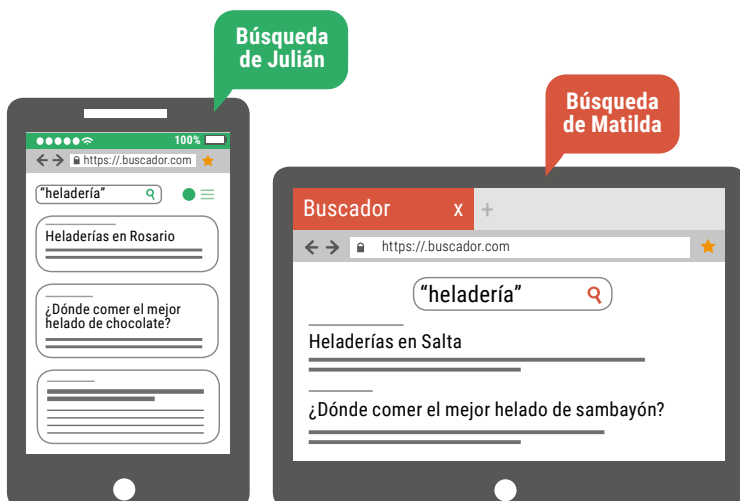 Búsqueda
de Julián
100%
https://.buscador.com
“heladería”
Heladerías en Rosario
¿Dónde comer el mejor
helado de chocolate?
Búsqueda
de Matilda
Buscador x +
https://.buscador.com
“heladería”
Heladerías en Salta
¿Dónde comer el mejor helado de sambayón?